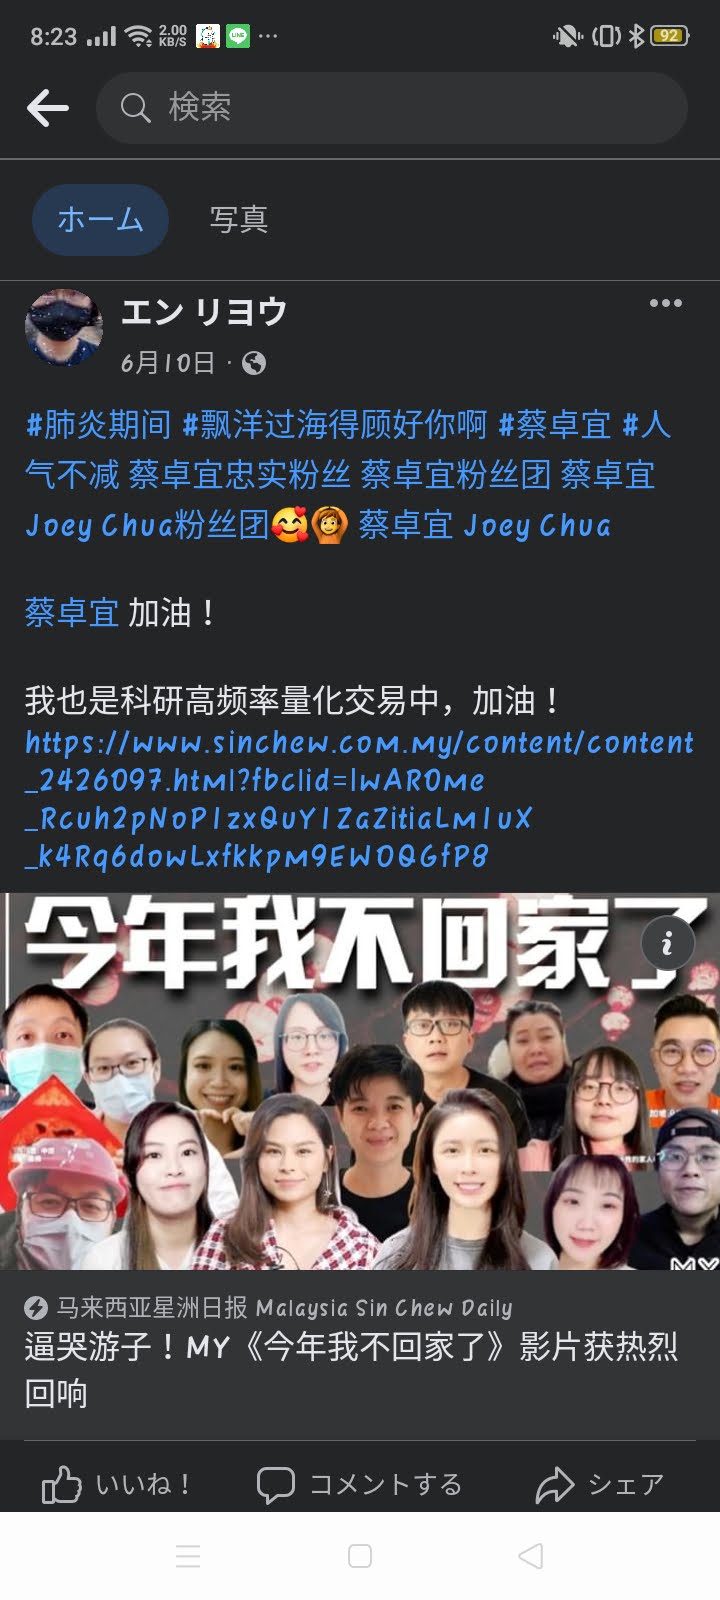 8:23 2.00 KB/S LINE ... 92
検索
ホーム 写真
エン リヨウ
6月10日 ·
#肺炎期间 #飘洋过海得顾好你啊 #蔡卓宜 #人
气不减 蔡卓宜忠实粉丝 蔡卓宜粉丝团 蔡卓宜
Joey Chua粉丝团🥰🙆 蔡卓宜 Joey Chua
蔡卓宜 加油！
我也是科研高频率量化交易中，加油！
https://www.sinchew.com.my/content/content
_2426097.html?fbclid=IwAR0Me
_Rcuh2pNoP1zxQuY1ZaZitiaLm1uX
_k4Rq6dowLxfkkpm9EWOQGfP8
今年我不回家了
i
MY
马来西亚星洲日报 Malaysia Sin Chew Daily
逼哭游子！MY《今年我不回家了》影片获热烈
回响
いいね！ コメントする シェア